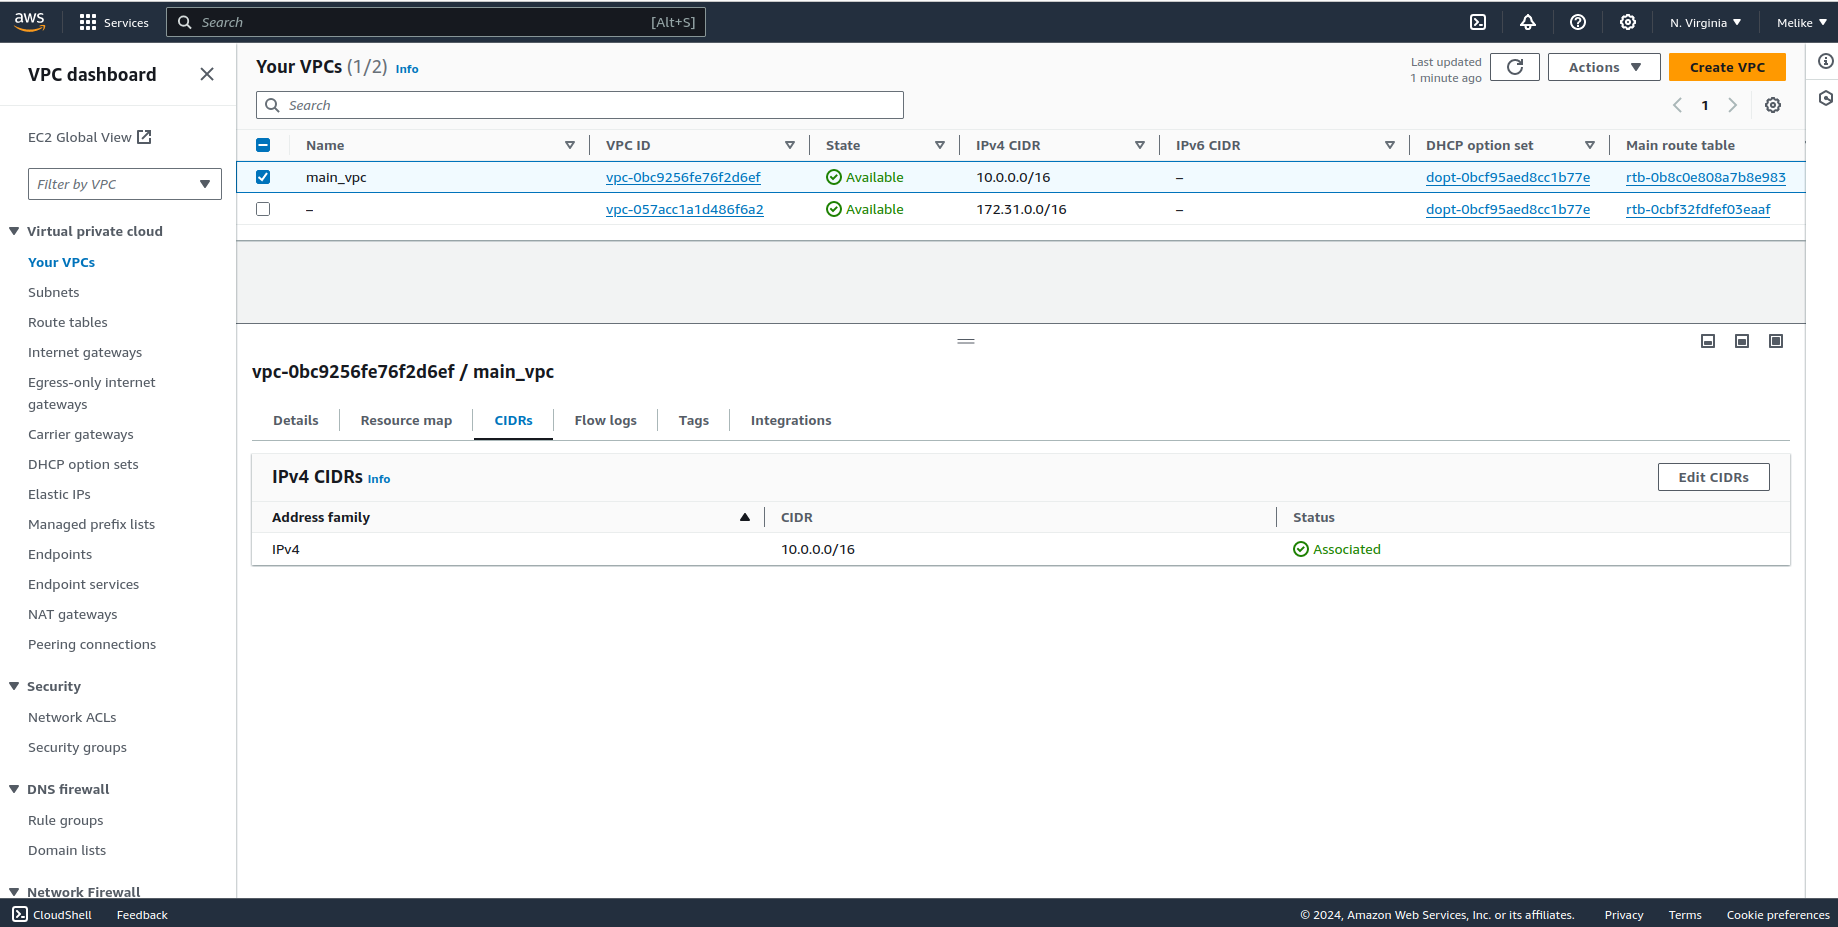 aws
Services
Search [Alt+S]
N. Virginia
Melike
VPC dashboard
EC2 Global View
Filter by VPC
Virtual private cloud
Your VPCs
Subnets
Route tables
Internet gateways
Egress-only internet
gateways
Carrier gateways
DHCP option sets
Elastic IPs
Managed prefix lists
Endpoints
Endpoint services
NAT gateways
Peering connections
Security
Network ACLs
Security groups
DNS firewall
Rule groups
Domain lists
Network Firewall
Your VPCs (1/2) Info
Last updated
1 minute ago
Actions
Create VPC
Search
1
Name VPC ID State IPv4 CIDR IPv6 CIDR DHCP option set Main route table
main_vpc vpc-0bc9256fe76f2d6ef Available 10.0.0.0/16 – dopt-0bcf95aed8cc1b77e rtb-0b8c0e808a7b8e983
– vpc-057acc1a1d486f6a2 Available 172.31.0.0/16 – dopt-0bcf95aed8cc1b77e rtb-0cbf32fdfef03eaaf
vpc-0bc9256fe76f2d6ef / main_vpc
Details Resource map CIDRs Flow logs Tags Integrations
IPv4 CIDRs Info
Edit CIDRs
Address family CIDR Status
IPv4 10.0.0.0/16 Associated
CloudShell Feedback
© 2024, Amazon Web Services, Inc. or its affiliates. Privacy Terms Cookie preferences